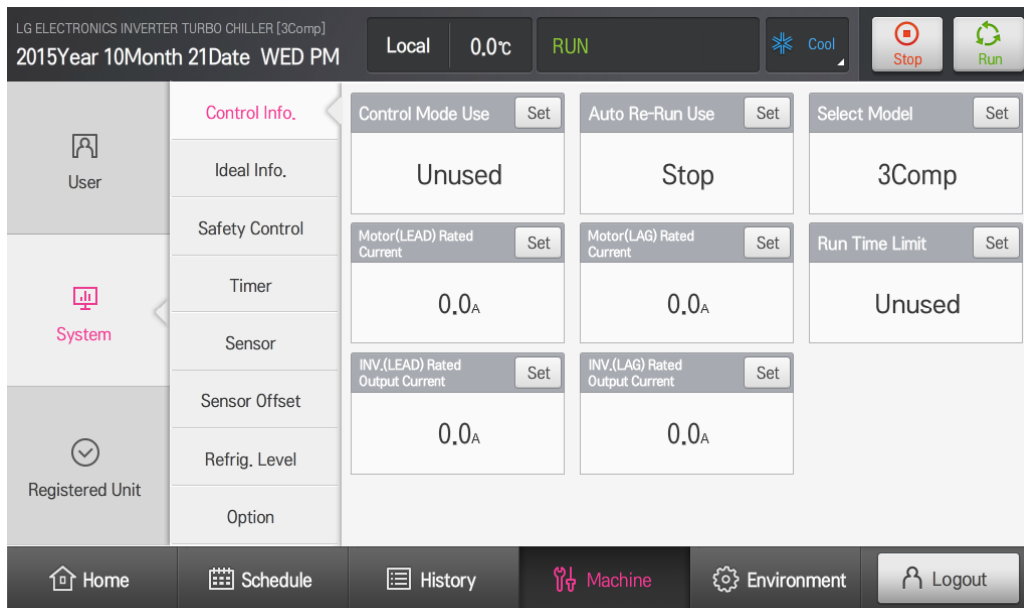 LG ELECTRONICS INVERTER TURBO CHILLER [3Comp]
2015Year 10Month 21Date WED PM
Local
0.0℃
RUN
Cool
Stop
Run
User
System
Registered Unit
Control Info.
Ideal Info.
Safety Control
Timer
Sensor
Sensor Offset
Refrig. Level
Option
Control Mode Use
Set
Unused
Auto Re-Run Use
Set
Stop
Select Model
Set
3Comp
Motor(LEAD) Rated
Current
Set
0.0A
Motor(LAG) Rated
Current
Set
0.0A
Run Time Limit
Set
Unused
INV.(LEAD) Rated
Output Current
Set
0.0A
INV.(LAG) Rated
Output Current
Set
0.0A
Home
Schedule
History
Machine
Environment
Logout